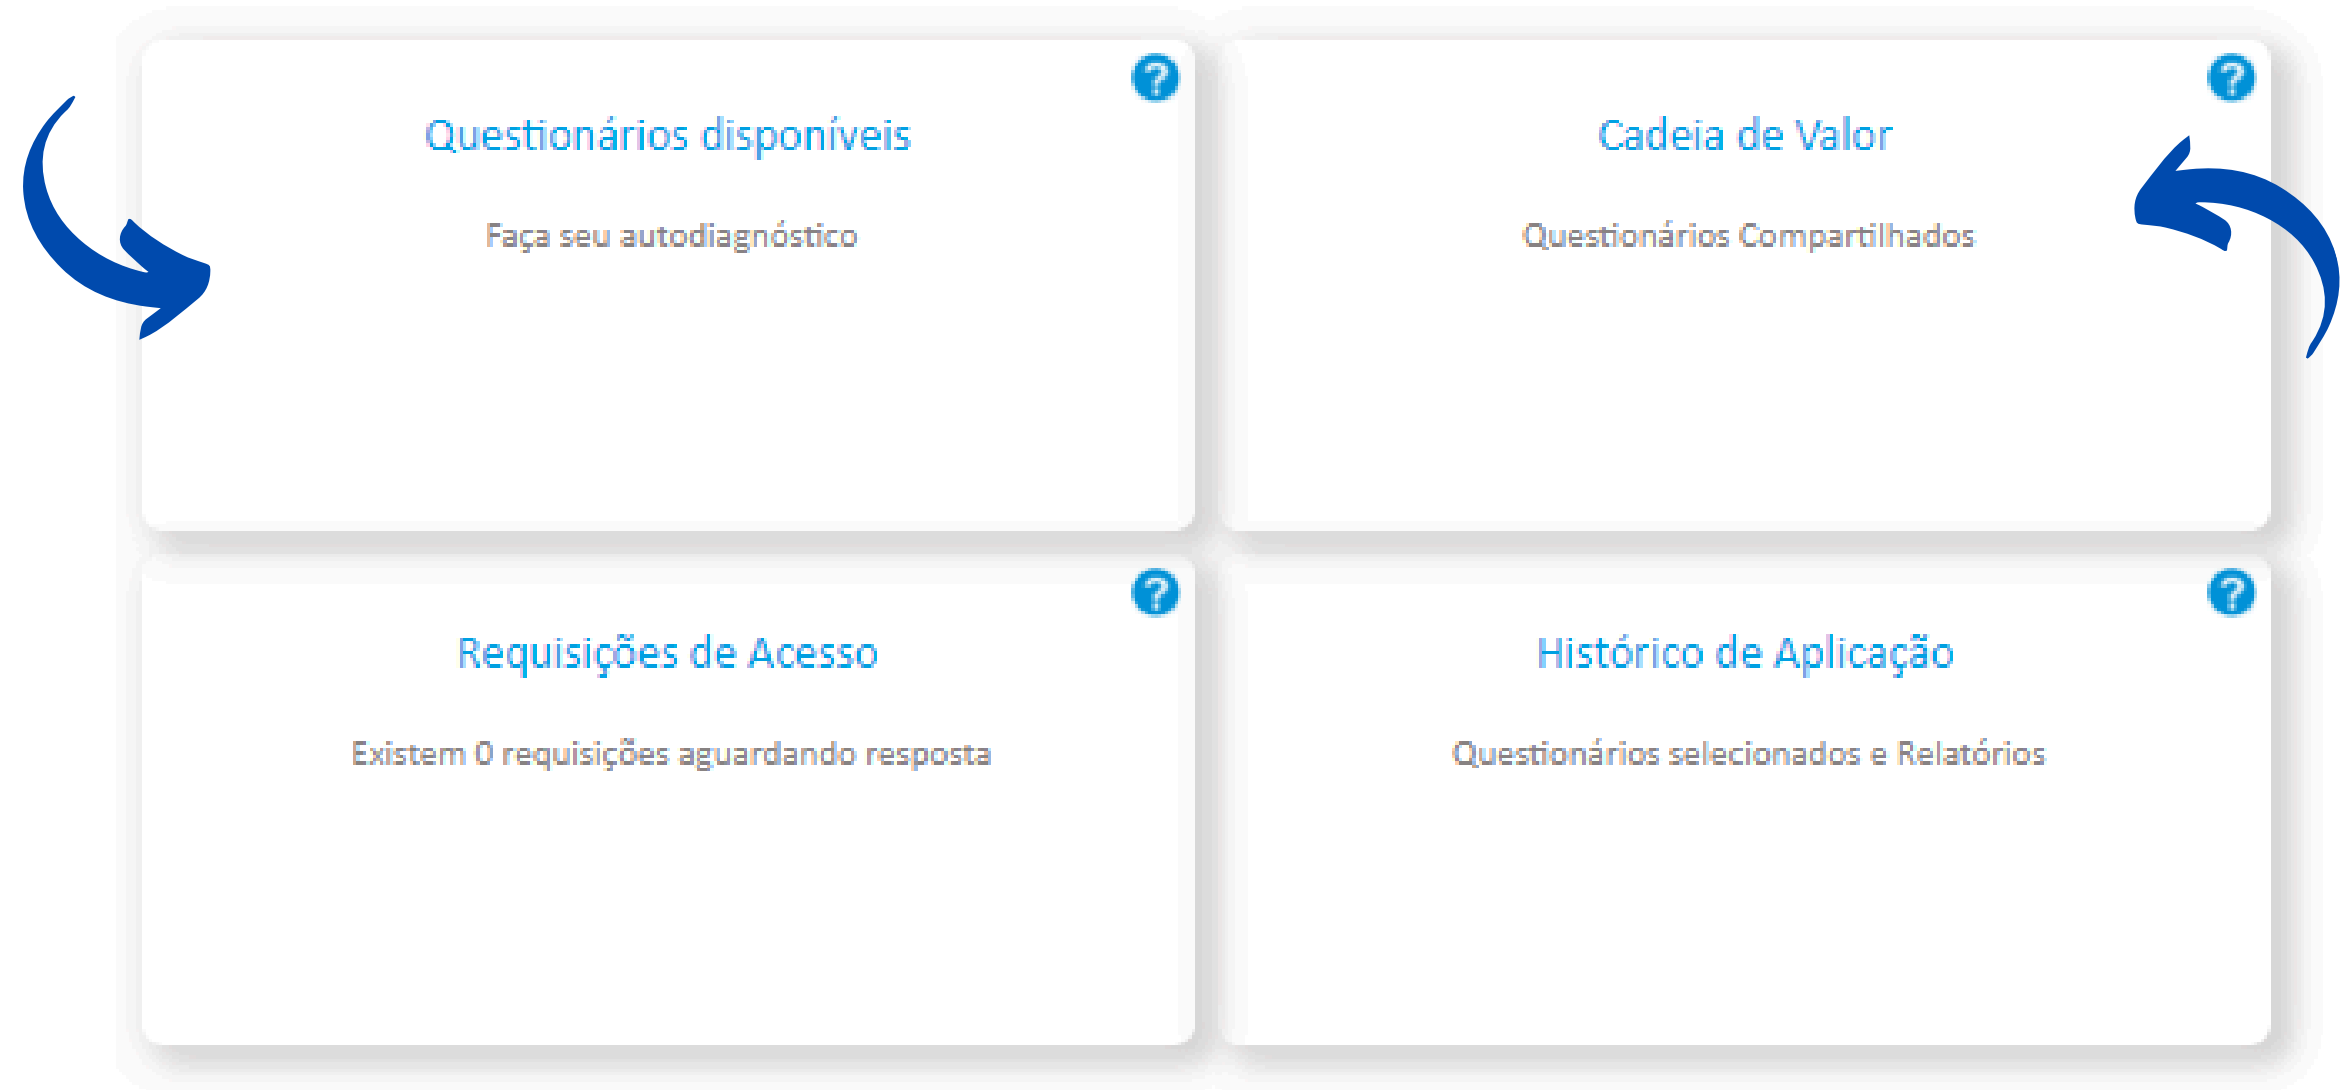 Questionários disponíveis
Faça seu autodiagnóstico
Cadeia de Valor
Questionários Compartilhados
Requisições de Acesso
Existem 0 requisições aguardando resposta
Histórico de Aplicação
Questionários selecionados e Relatórios